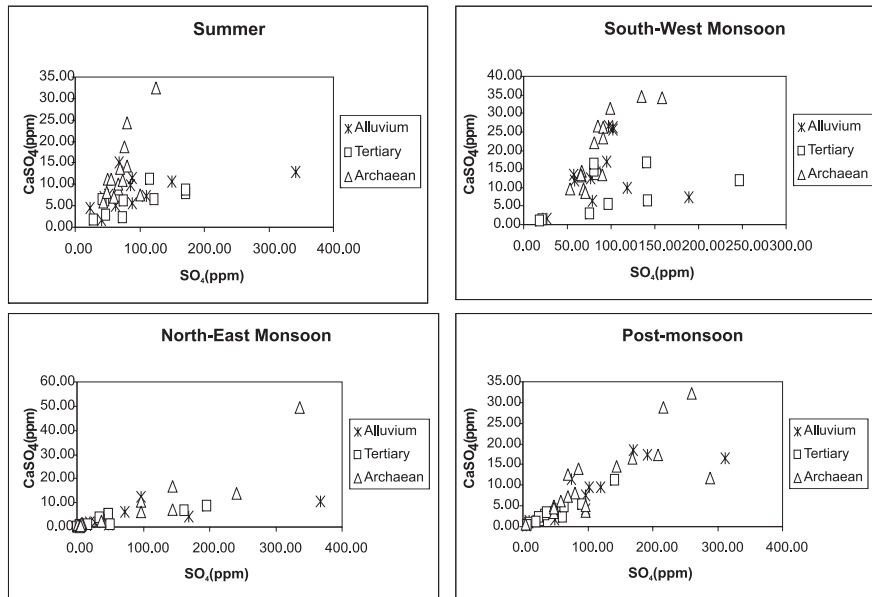 Summer
CaSO₄(ppm)
35.00
30.00
25.00
20.00
15.00
10.00
5.00
0.00
0.00 100.00 200.00 300.00 400.00
SO₄(ppm)
Alluvium
Tertiary
Archaean
South-West Monsoon
CaSO₄(ppm)
40.00
35.00
30.00
25.00
20.00
15.00
10.00
5.00
0.00
0.00 50.00 100.00 150.00 200.00 250.00 300.00
SO₄(ppm)
Alluvium
Tertiary
Archaean
North-East Monsoon
CaSO₄(ppm)
60.00
50.00
40.00
30.00
20.00
10.00
0.00
0.00 100.00 200.00 300.00 400.00
SO₄(ppm)
Alluvium
Tertiary
Archaean
Post-monsoon
CaSO₄(ppm)
35.00
30.00
25.00
20.00
15.00
10.00
5.00
0.00
0.00 100.00 200.00 300.00 400.00
SO₄(ppm)
Alluvium
Tertiary
Archaean